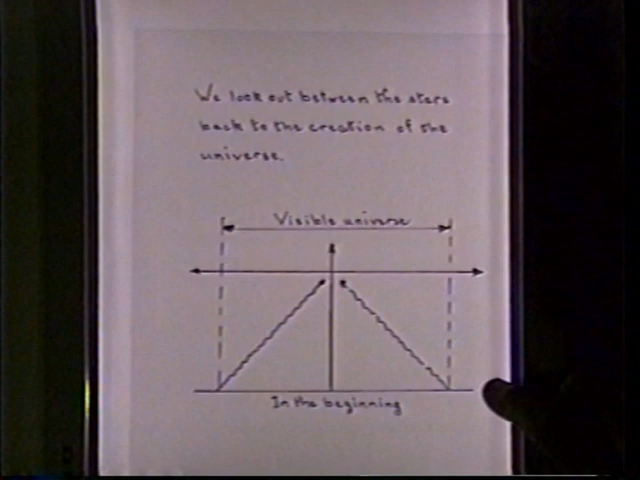 We look out between the stars
back to the creation of the
universe.
Visible universe
In the beginning